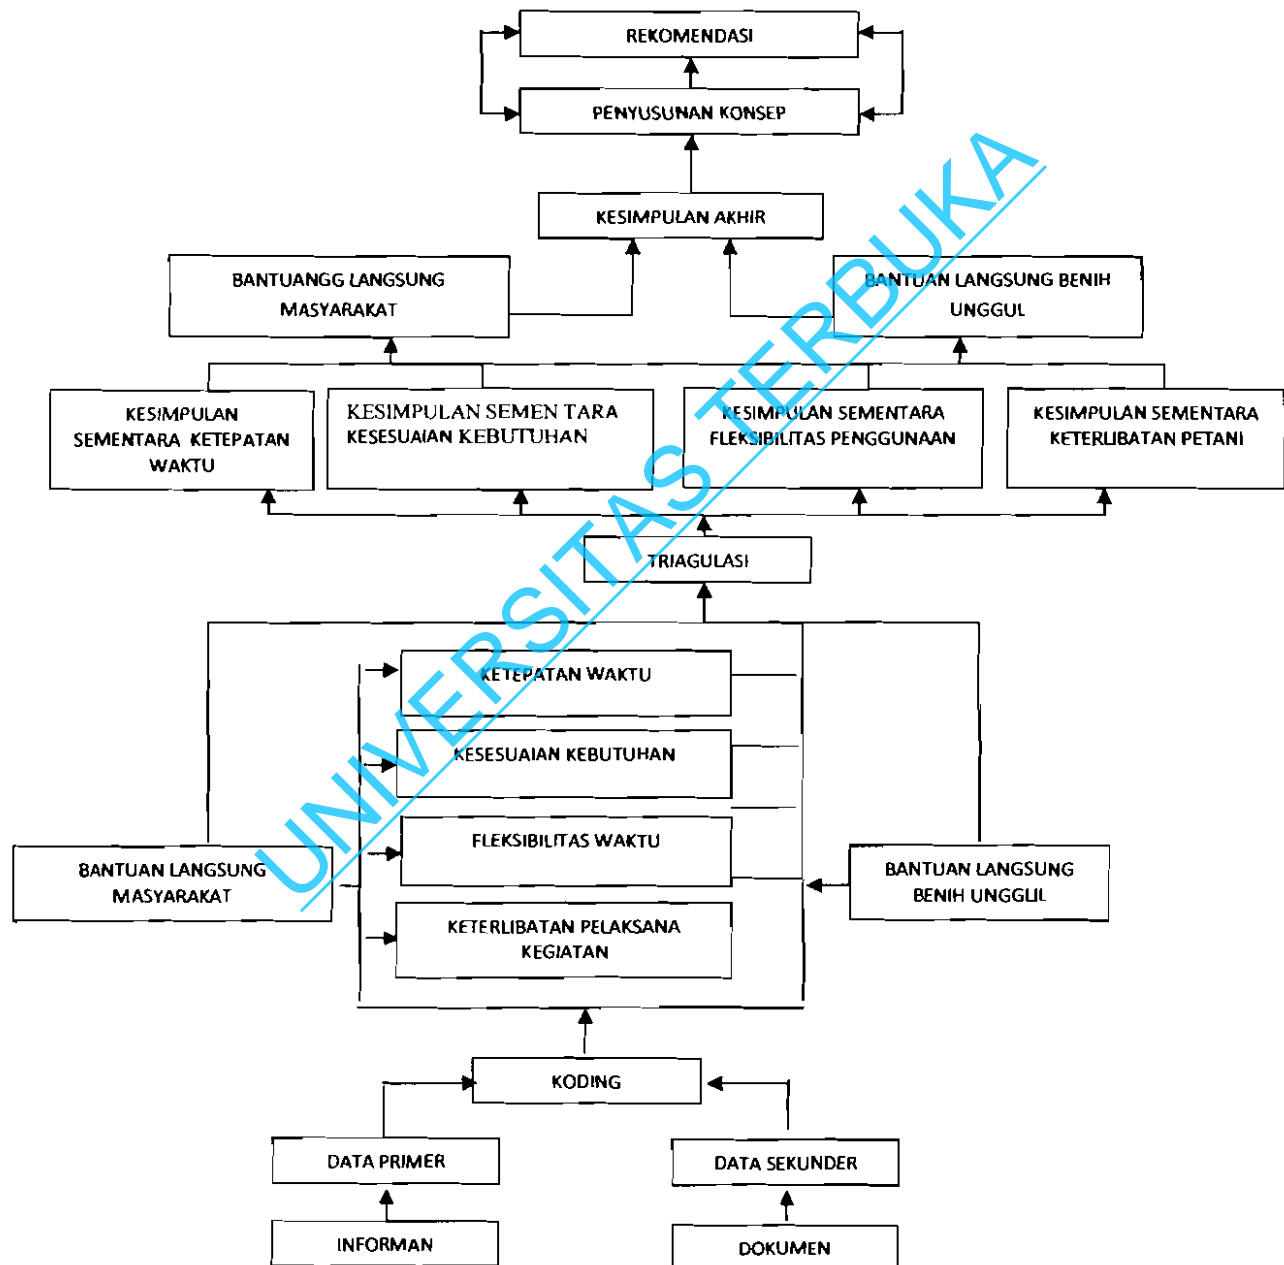 REKOMENDASI
PENYUSUNAN KONSEP
KESIMPULAN AKHIR
BANTUANGG LANGSUNG
MASYARAKAT
BANTUAN LANGSUNG BENIH
UNGGUL
KESIMPULAN
SEMENTARA KETEPATAN
WAKTU
KESIMPULAN SEMEN TARA
KESESUAIAN KEBUTUHAN
KESIMPULAN SEMENTARA
FLEKSIBILITAS PENGGUNAAN
KESIMPULAN SEMENTARA
KETERLIBATAN PETANI
TRIAGULASI
KETEPATAN WAKTU
KESESUAIAN KEBUTUHAN
FLEKSIBILITAS WAKTU
KETERLIBATAN PELAKSANA
KEGIATAN
BANTUAN LANGSUNG
MASYARAKAT
BANTUAN LANGSUNG
BENIH UNGGUL
KODING
DATA PRIMER
DATA SEKUNDER
INFORMAN
DOKUMEN
UNIVERSITAS TERBUKA